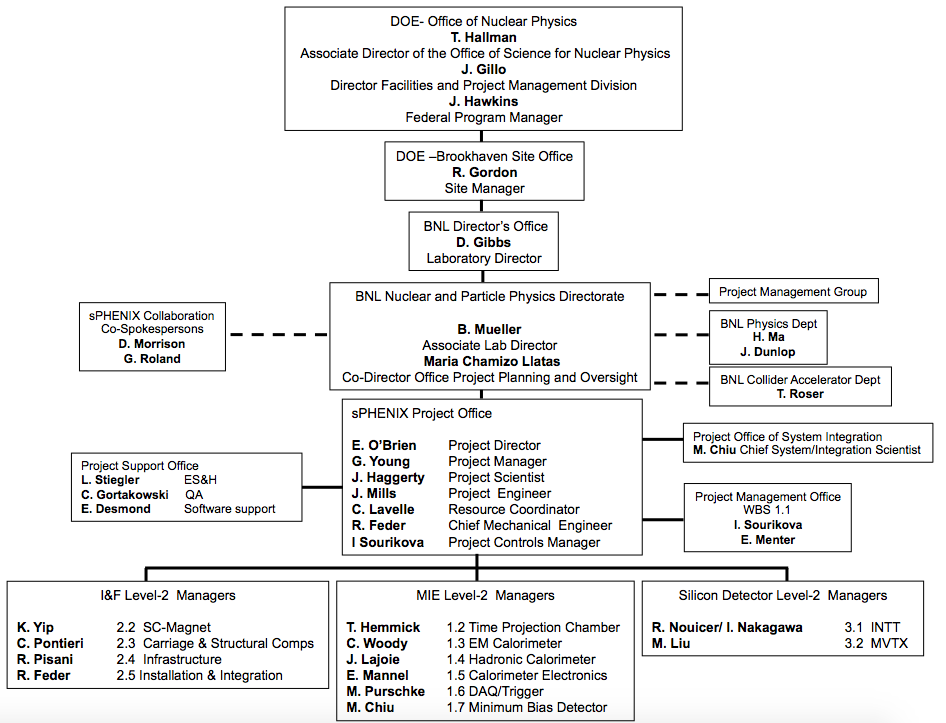 DOE- Office of Nuclear Physics
T. Hallman
Associate Director of the Office of Science for Nuclear Physics
J. Gillo
Director Facilities and Project Management Division
J. Hawkins
Federal Program Manager
DOE –Brookhaven Site Office
R. Gordon
Site Manager
BNL Director's Office
D. Gibbs
Laboratory Director
BNL Nuclear and Particle Physics Directorate
B. Mueller
Associate Lab Director
Maria Chamizo Llatas
Co-Director Office Project Planning and Oversight
sPHENIX Collaboration
Co-Spokespersons
D. Morrison
G. Roland
Project Management Group
BNL Physics Dept
H. Ma
J. Dunlop
BNL Collider Accelerator Dept
T. Roser
sPHENIX Project Office
E. O'Brien Project Director
G. Young Project Manager
J. Haggerty Project Scientist
J. Mills Project Engineer
C. Lavelle Resource Coordinator
R. Feder Chief Mechanical Engineer
I Sourikova Project Controls Manager
Project Support Office
L. Stiegler ES&H
C. Gortakowski QA
E. Desmond Software support
Project Office of System Integration
M. Chiu Chief System/Integration Scientist
Project Management Office
WBS 1.1
I. Sourikova
E. Menter
I&F Level-2 Managers
K. Yip 2.2 SC-Magnet
C. Pontieri 2.3 Carriage & Structural Comps
R. Pisani 2.4 Infrastructure
R. Feder 2.5 Installation & Integration
MIE Level-2 Managers
T. Hemmick 1.2 Time Projection Chamber
C. Woody 1.3 EM Calorimeter
J. Lajoie 1.4 Hadronic Calorimeter
E. Mannel 1.5 Calorimeter Electronics
M. Purschke 1.6 DAQ/Trigger
M. Chiu 1.7 Minimum Bias Detector
Silicon Detector Level-2 Managers
R. Nouicer/ I. Nakagawa 3.1 INTT
M. Liu 3.2 MVTX